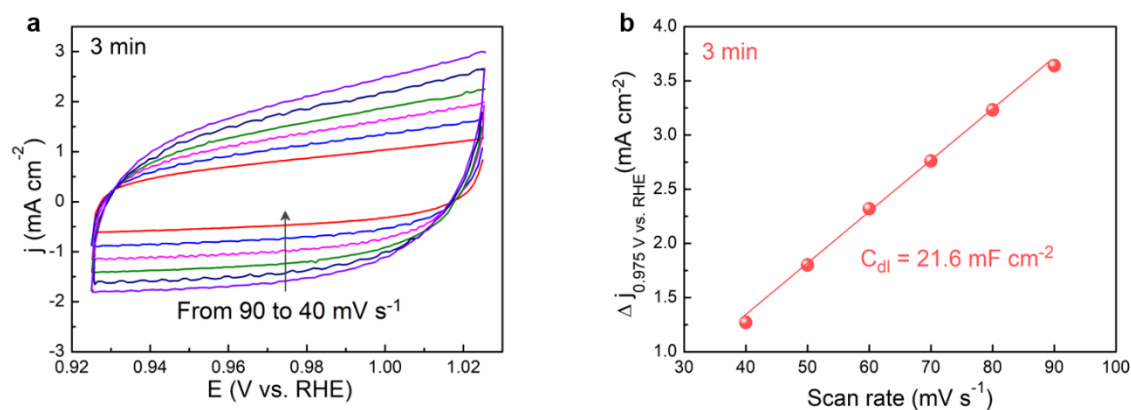 a
3 min
j (mA cm⁻²)
3
2
1
0
-1
-2
-3
From 90 to 40 mV s⁻¹
0.92 0.94 0.96 0.98 1.00 1.02
E (V vs. RHE)
b
3 min
Δ j0.975 V vs. RHE(mA cm⁻²)
4.0
3.5
3.0
2.5
2.0
1.5
1.0
Cdl = 21.6 mF cm⁻²
30 40 50 60 70 80 90 100
Scan rate (mV s⁻¹)